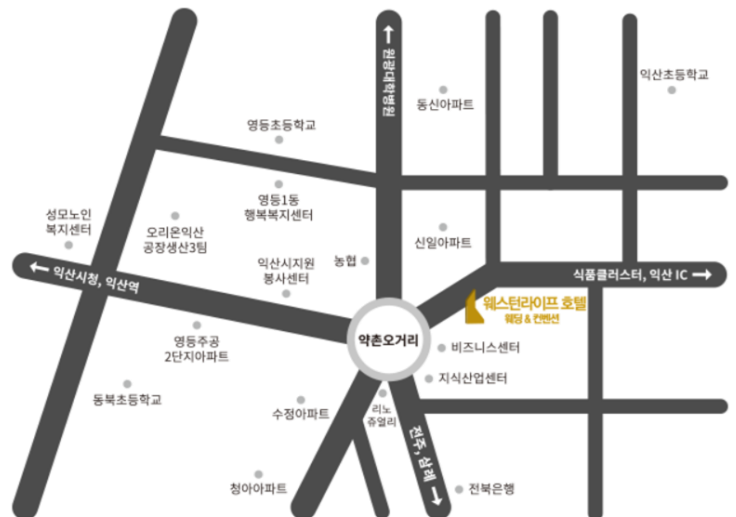 익산초등학교
동신아파트
← 원광대학병원
영등초등학교
영등1동
행복복지센터
성모노인
복지센터
오리온익산
공장생산3팀
신일아파트
농협
익산시지원
봉사센터
← 익산시청, 익산역
식품클러스터, 익산 IC →
웨스턴라이프 호텔
웨딩 & 컨벤션
약촌오거리
영등주공
2단지아파트
비즈니스센터
지식산업센터
동북초등학교
수정아파트
리노
쥬얼리
전주, 삼례 →
청아아파트
전북은행